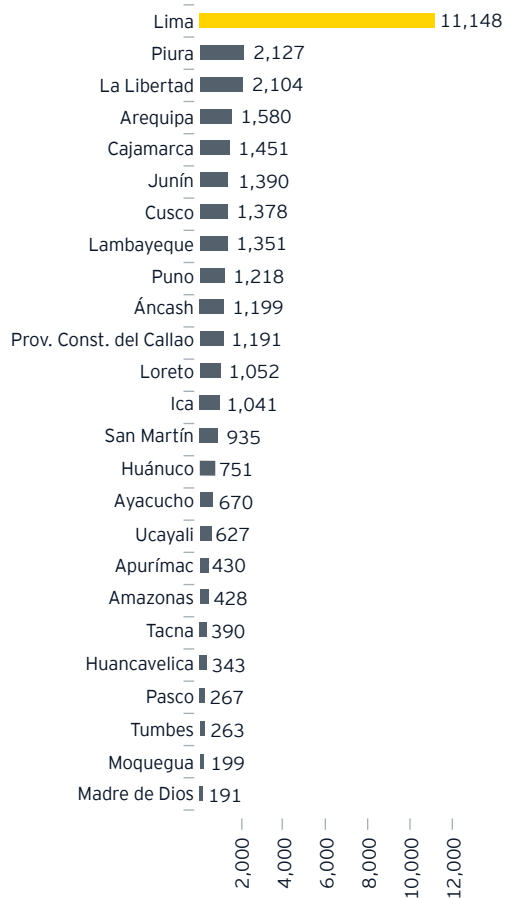 Lima 11,148
Piura 2,127
La Libertad 2,104
Arequipa 1,580
Cajamarca 1,451
Junín 1,390
Cusco 1,378
Lambayeque 1,351
Puno 1,218
Áncash 1,199
Prov. Const. del Callao 1,191
Loreto 1,052
Ica 1,041
San Martín 935
Huánuco 751
Ayacucho 670
Ucayali 627
Apurímac 430
Amazonas 428
Tacna 390
Huancavelica 343
Pasco 267
Tumbes 263
Moquegua 199
Madre de Dios 191
2,000 4,000 6,000 8,000 10,000 12,000